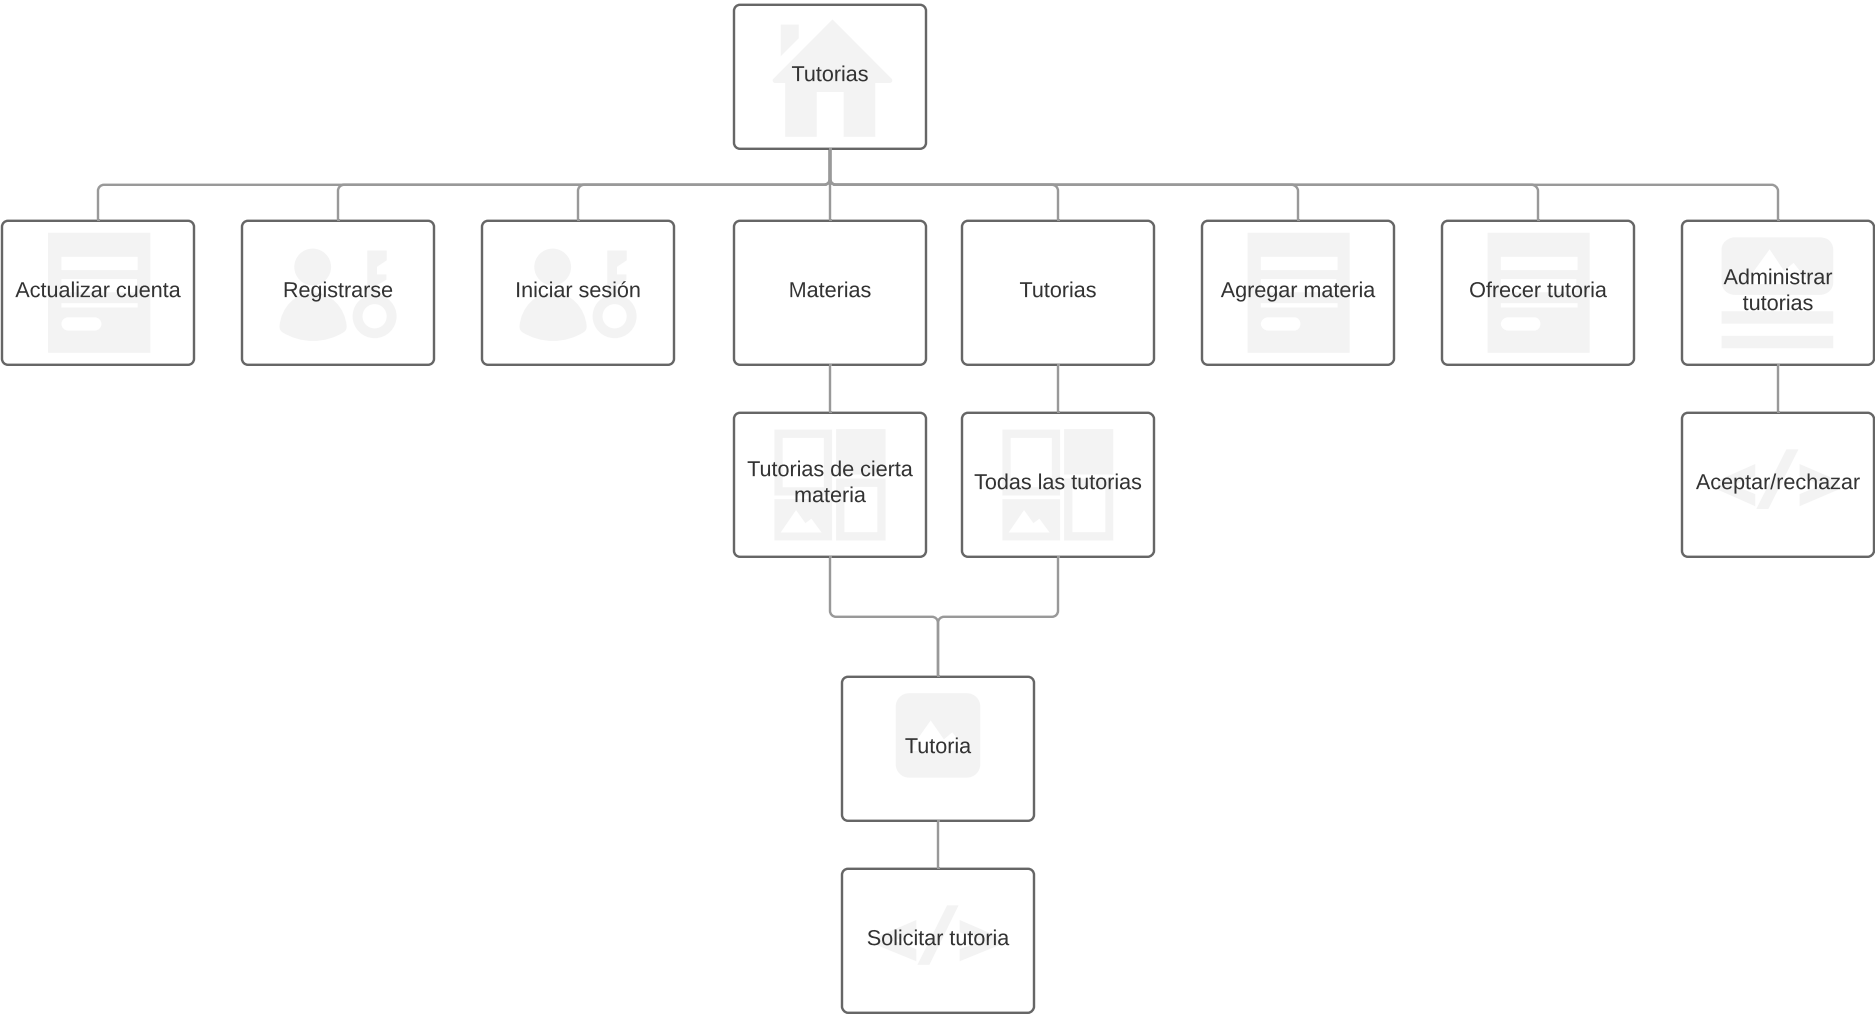 Tutorias
Actualizar cuenta
Registrarse
Iniciar sesión
Materias
Tutorias
Agregar materia
Ofrecer tutoria
Administrar
tutorias
Tutorias de cierta
materia
Todas las tutorias
Aceptar/rechazar
Tutoria
Solicitar tutoria